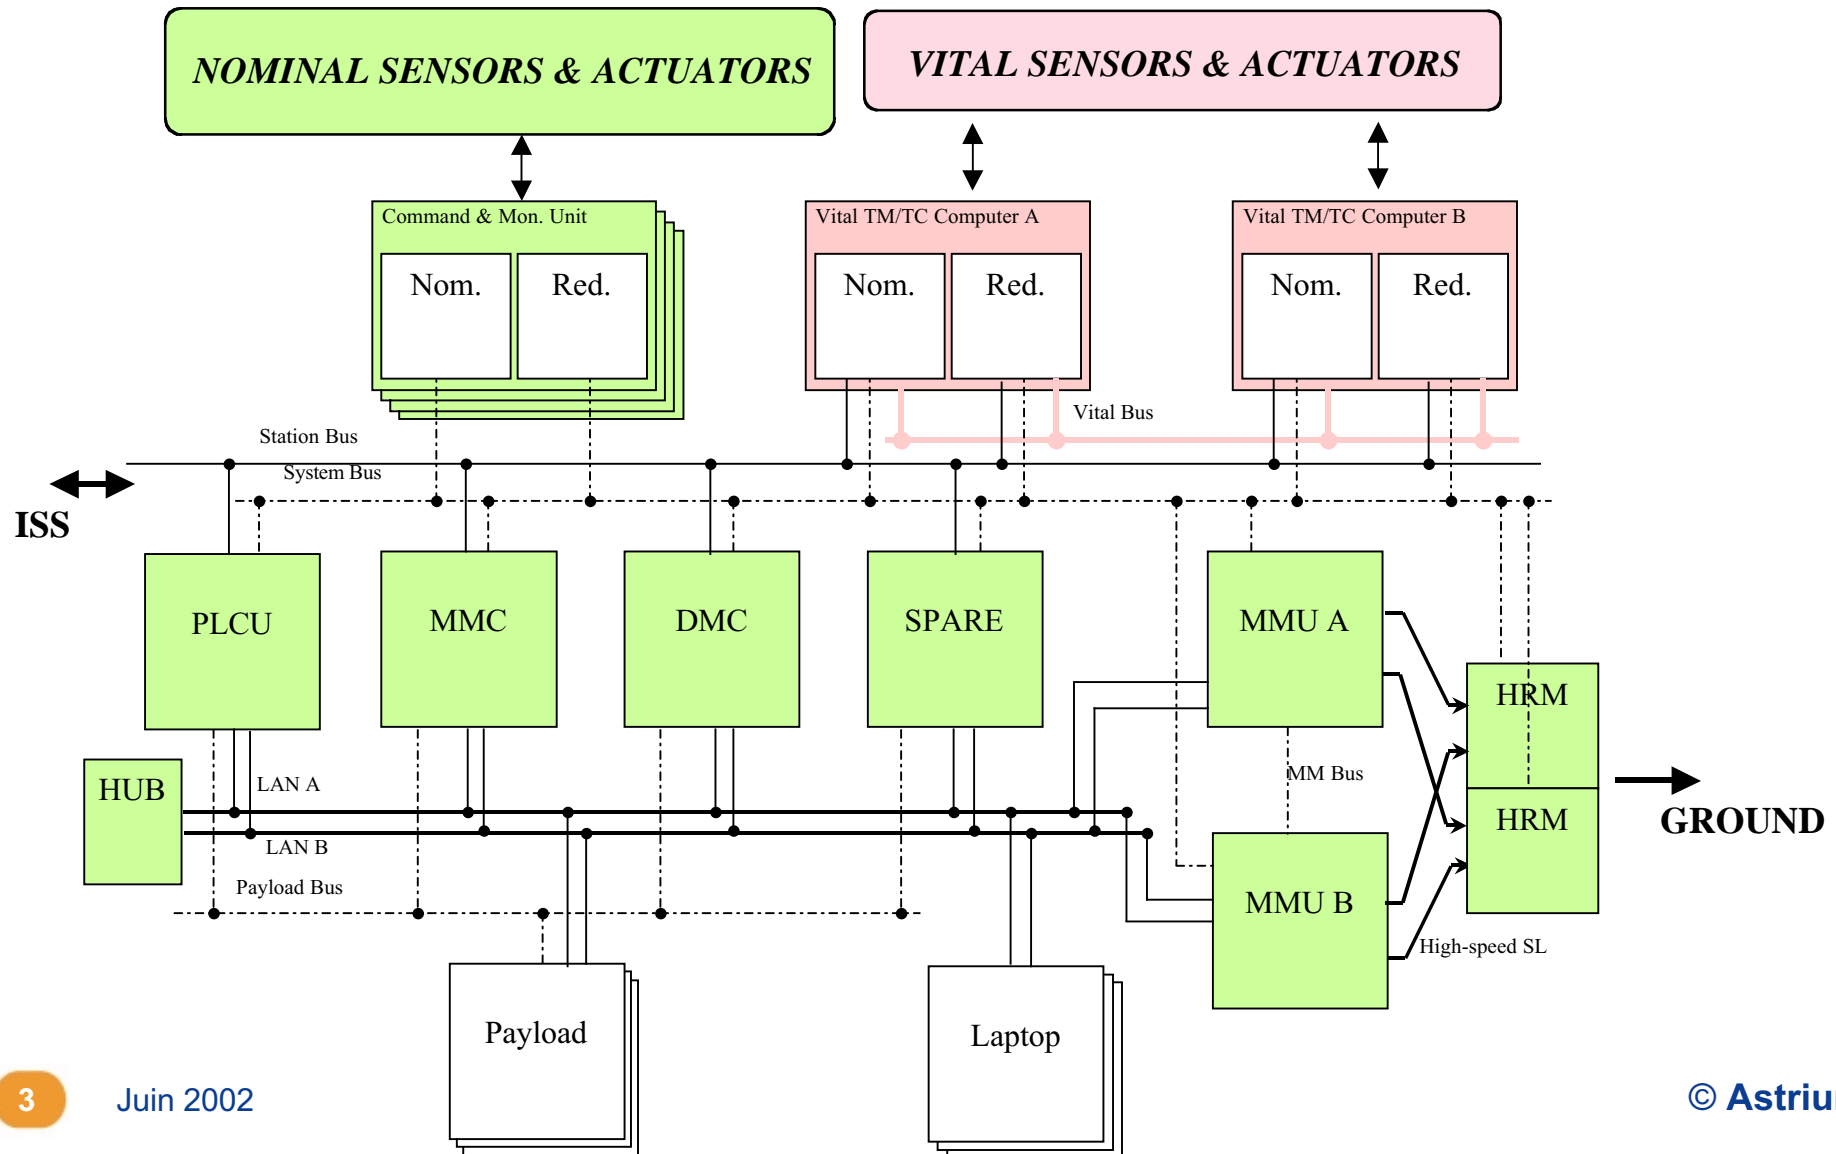 NOMINAL SENSORS & ACTUATORS
VITAL SENSORS & ACTUATORS
Command & Mon. Unit
Nom.
Red.
Vital TM/TC Computer A
Nom.
Red.
Vital TM/TC Computer B
Nom.
Red.
Vital Bus
Station Bus
System Bus
ISS
PLCU
MMC
DMC
SPARE
MMU A
HRM
MM Bus
HUB
LAN A
LAN B
HRM
GROUND
Payload Bus
MMU B
High-speed SL
Payload
Laptop
3
Juin 2002
© Astriu